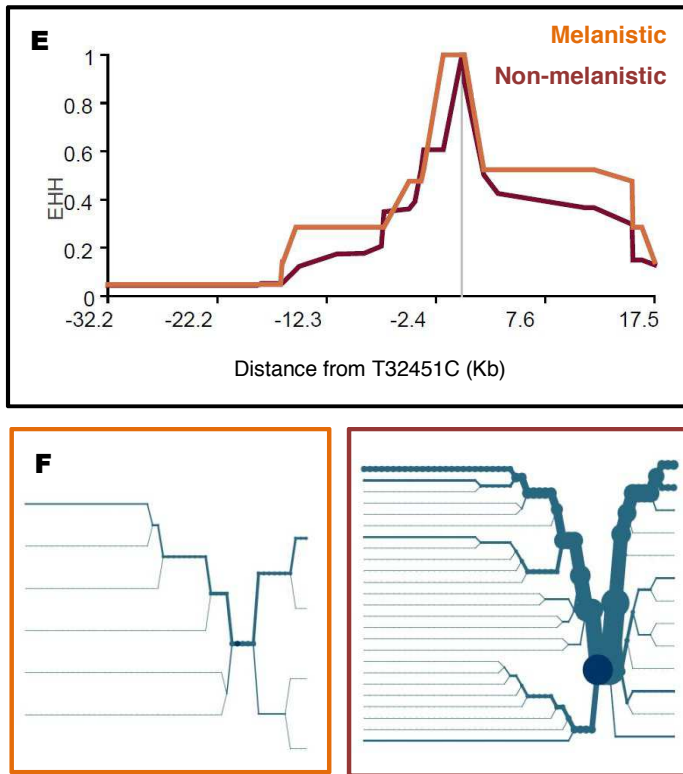 E
Melanistic
Non-melanistic
1
0.8
0.6
0.4
0.2
0
EHH
-32.2 -22.2 -12.3 -2.4 7.6 17.5
Distance from T32451C (Kb)
F